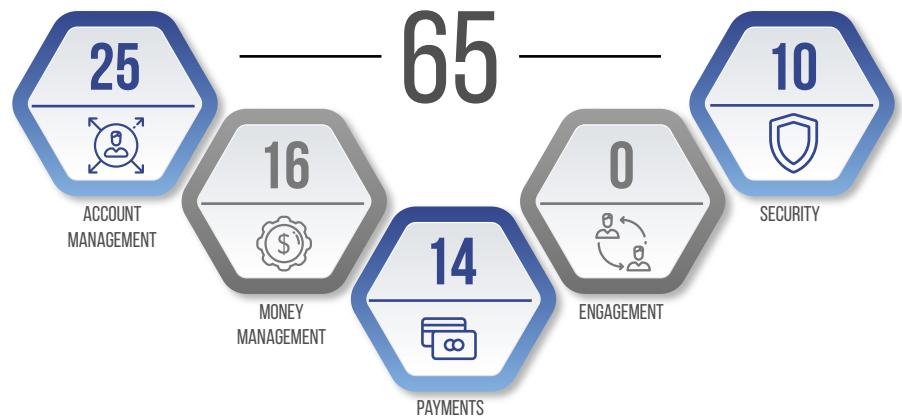 65
25
ACCOUNT
MANAGEMENT
16
$
MONEY
MANAGEMENT
14
PAYMENTS
0
ENGAGEMENT
10
SECURITY